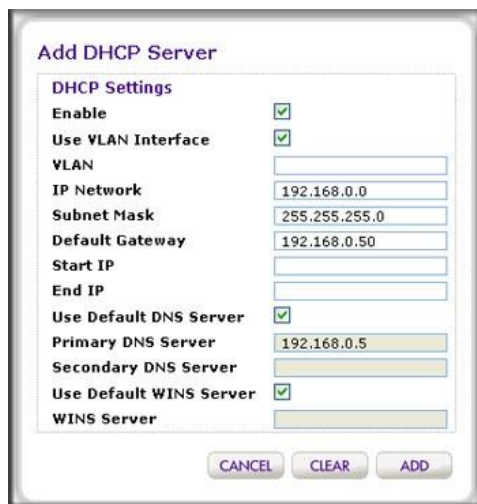 Add DHCP Server
DHCP Settings
Enable
Use VLAN Interface
VLAN
IP Network 192.168.0.0
Subnet Mask 255.255.255.0
Default Gateway 192.168.0.50
Start IP
End IP
Use Default DNS Server
Primary DNS Server 192.168.0.5
Secondary DNS Server
Use Default WINS Server
WINS Server
CANCEL CLEAR ADD